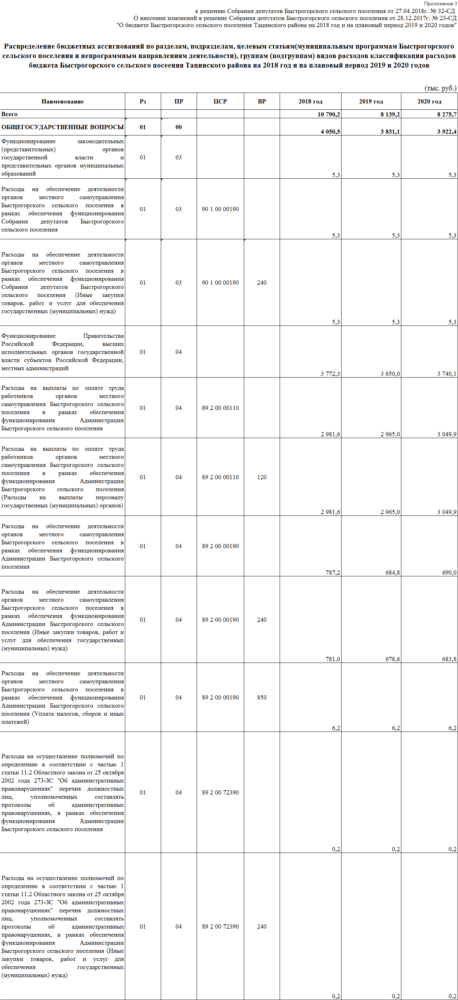 Приложение 3
к решению Собрания депутатов Быстрогорского сельского поселения от 27.04.2018г. № 32-СД
О внесении изменений в решение Собрания депутатов Быстрогорского сельского поселения от 28.12.2017г. № 23-СД
"О бюджете Быстрогорского сельского поселения Тацинского района на 2018 год и на плановый период 2019 и 2020 годов"
Распределение бюджетных ассигнований по разделам, подразделам, целевым статьям(муниципальным программам Быстрогорского
сельского поселения и непрограммным направлениям деятельности), группам (подгруппам) видов расходов классификации расходов
бюджета Быстрогорского сельского посеения Тацинского района на 2018 год и на плановый период 2019 и 2020 годов
(тыс. руб.)
Наименование Рз ПР ЦСР ВР 2018 год 2019 год 2020 год
Всего 10 790,2 8 139,2 8 275,7
ОБЩЕГОСУДАРСТВЕННЫЕ ВОПРОСЫ 01 00 4 050,5 3 831,1 3 922,4
Функционирование законодательных
(представительных) органов
государственной власти и
представительных органов муниципальных
образований
01 03 5,3 5,3 5,3
Расходы на обеспечение деятельности
органов местного самоуправления
Быстрогорского сельского поселения в
рамках обеспечения функционирования
Собрания депутатов Быстрогорского
сельского поселения
01 03 90 1 00 00190 5,3 5,3 5,3
Расходы на обеспечение деятельности
органов местного самоуправления
Быстрогорского сельского поселения в
рамках обеспечения функционирования
Собрания депутатов Быстрогорского
сельского поселения (Иные закупки
товаров, работ и услуг для обеспечения
государственных (муниципальных) нужд)
01 03 90 1 00 00190 240 5,3 5,3 5,3
Функционирование Правительства
Российской Федерации, высших
исполнительных органов государственной
власти субъектов Российской Федерации,
местных администраций
01 04 3 772,3 3 650,0 3 740,1
Расходы на выплаты по оплате труда
работников органов местного
самоуправления Быстрогорского сельского
поселения в рамках обеспечения
функционирования Администрации
Быстрогорского сельского поселения
01 04 89 2 00 00110 2 981,6 2 965,0 3 049,9
Расходы на выплаты по оплате труда
работников органов местного
самоуправления Быстрогорского сельского
поселения в рамках обеспечения
функционирования Администрации
Быстрогорского сельского поселения
(Расходы на выплаты персоналу
государственных (муниципальных) органов)
01 04 89 2 00 00110 120 2 981,6 2 965,0 3 049,9
Расходы на обеспечение деятельности
органов местного самоуправления
Быстрогорского сельского поселения в
рамках обеспечения функционирования
Администрации Быстрогорского сельского
поселения
01 04 89 2 00 00190 787,2 684,8 690,0
Расходы на обеспечение деятельности
органов местного самоуправления
Быстрогорского сельского поселения в
рамках обеспечения функционирования
Администрации Быстрогорского сельского
поселения (Иные закупки товаров, работ и
услуг для обеспечения государственных
(муниципальных) нужд)
01 04 89 2 00 00190 240 781,0 678,6 683,8
Расходы на обеспечение деятельности
органов местного самоуправления
Быстрогорского сельского поселения в
рамках обеспечения функционирования
Администрации Быстрогорского сельского
поселения (Уплата налогов, сборов и иных
платежей)
01 04 89 2 00 00190 850 6,2 6,2 6,2
Расходы на осуществление полномочий по
определению в соответствии с частью 1
статьи 11.2 Областного закона от 25 октября
2002 года 273-ЗС "Об административных
правонарушениях" перечня должностных
лиц, уполномоченных составлять
протоколы об административных
правонарушениях, в рамках обеспечения
функционирования Администрации
Быстрогорского сельского поселения
01 04 89 2 00 72390 0,2 0,2 0,2
Расходы на осуществление полномочий по
определению в соответствии с частью 1
статьи 11.2 Областного закона от 25 октября
2002 года 273-ЗС "Об административных
правонарушениях" перечня должностных
лиц, уполномоченных составлять
протоколы об административных
правонарушениях, в рамках обеспечения
функционирования Администрации
Быстрогорского сельского поселения (Иные
закупки товаров, работ и услуг для
обеспечения государственных
(муниципальных) нужд)
01 04 89 2 00 72390 240 0,2 0,2 0,2